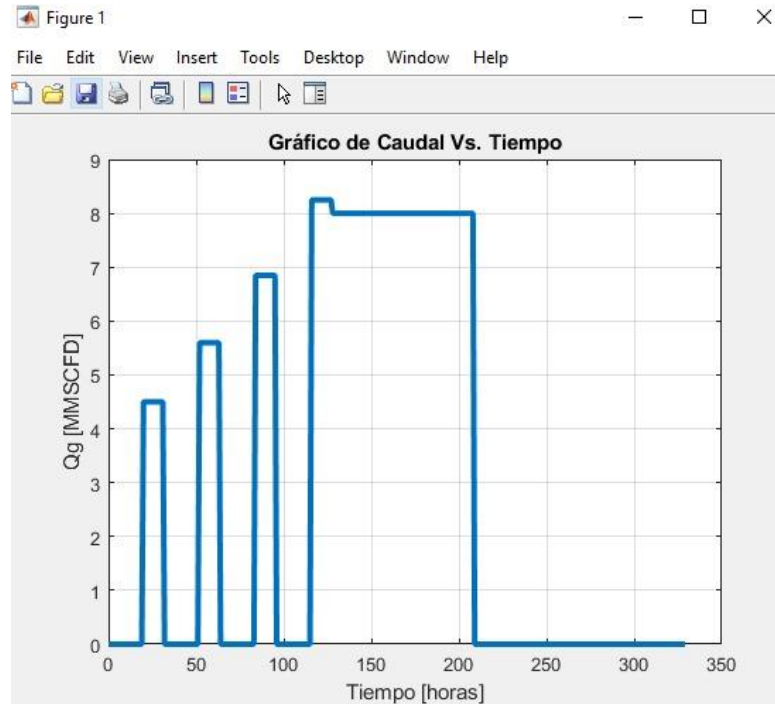 Figure 1
File Edit View Insert Tools Desktop Window Help
Gráfico de Caudal Vs. Tiempo
9
8
7
6
5
4
3
2
1
0
Qg [MMSCFD]
0 50 100 150 200 250 300 350
Tiempo [horas]